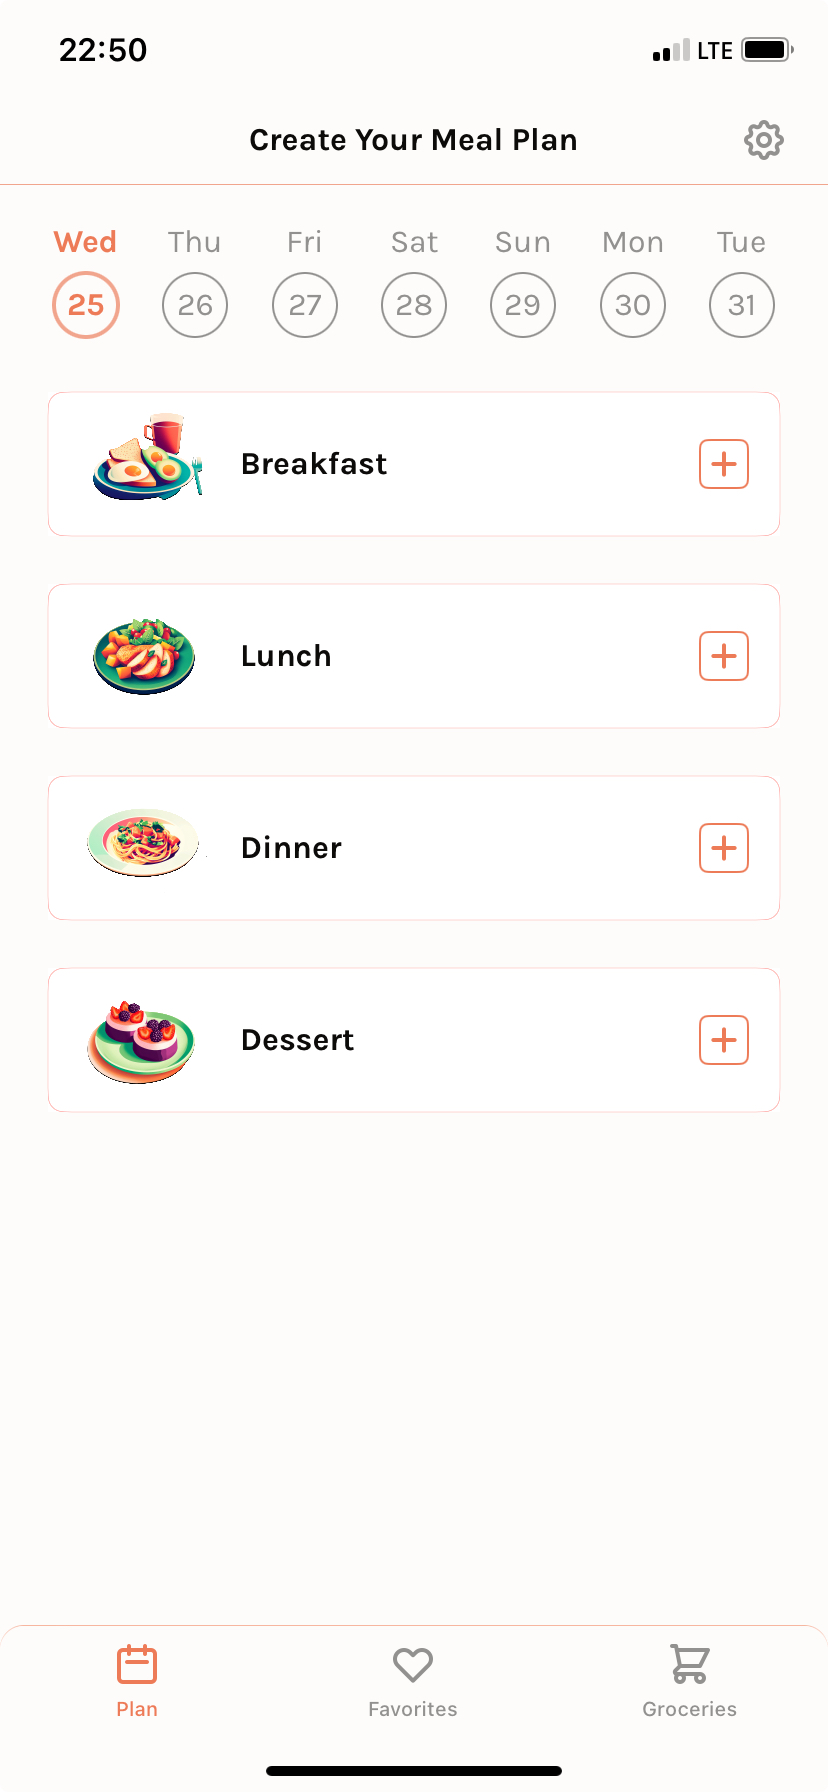 22:50 LTE
Create Your Meal Plan
Wed Thu Fri Sat Sun Mon Tue
25 26 27 28 29 30 31
Breakfast
Lunch
Dinner
Dessert
Plan Favorites Groceries